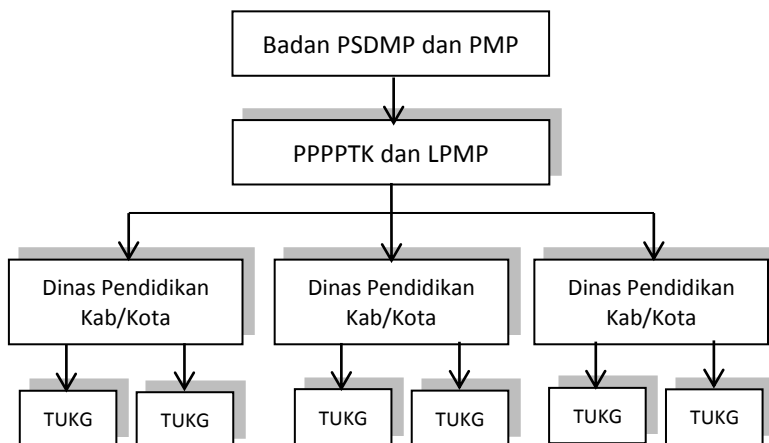 Badan PSDMP dan PMP
PPPPTK dan LPMP
Dinas Pendidikan
Kab/Kota
Dinas Pendidikan
Kab/Kota
Dinas Pendidikan
Kab/Kota
TUKG
TUKG
TUKG
TUKG
TUKG
TUKG